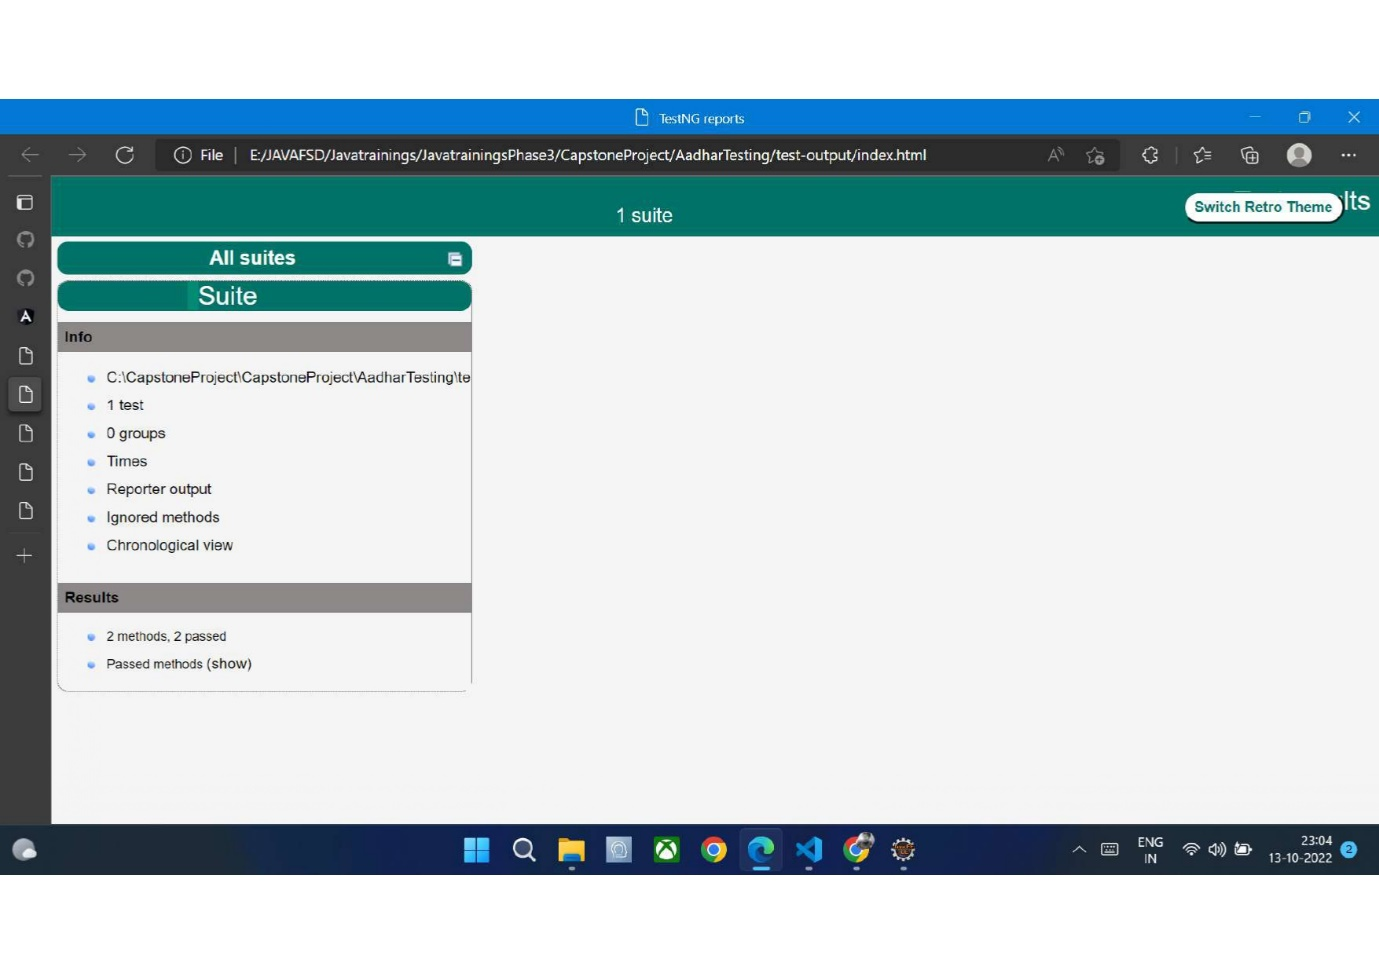 TestNG reports
File | E:/JAVAFSD/Javatrainings/JavatrainingsPhase3/CapstoneProject/AadharTesting/test-output/index.html
1 suite
Switch Retro Theme
All suites
Suite
Info
C:\CapstoneProject\CapstoneProject\AadharTesting\te
1 test
0 groups
Times
Reporter output
Ignored methods
Chronological view
Results
2 methods, 2 passed
Passed methods (show)
ENG
IN
23:04
13-10-2022
2